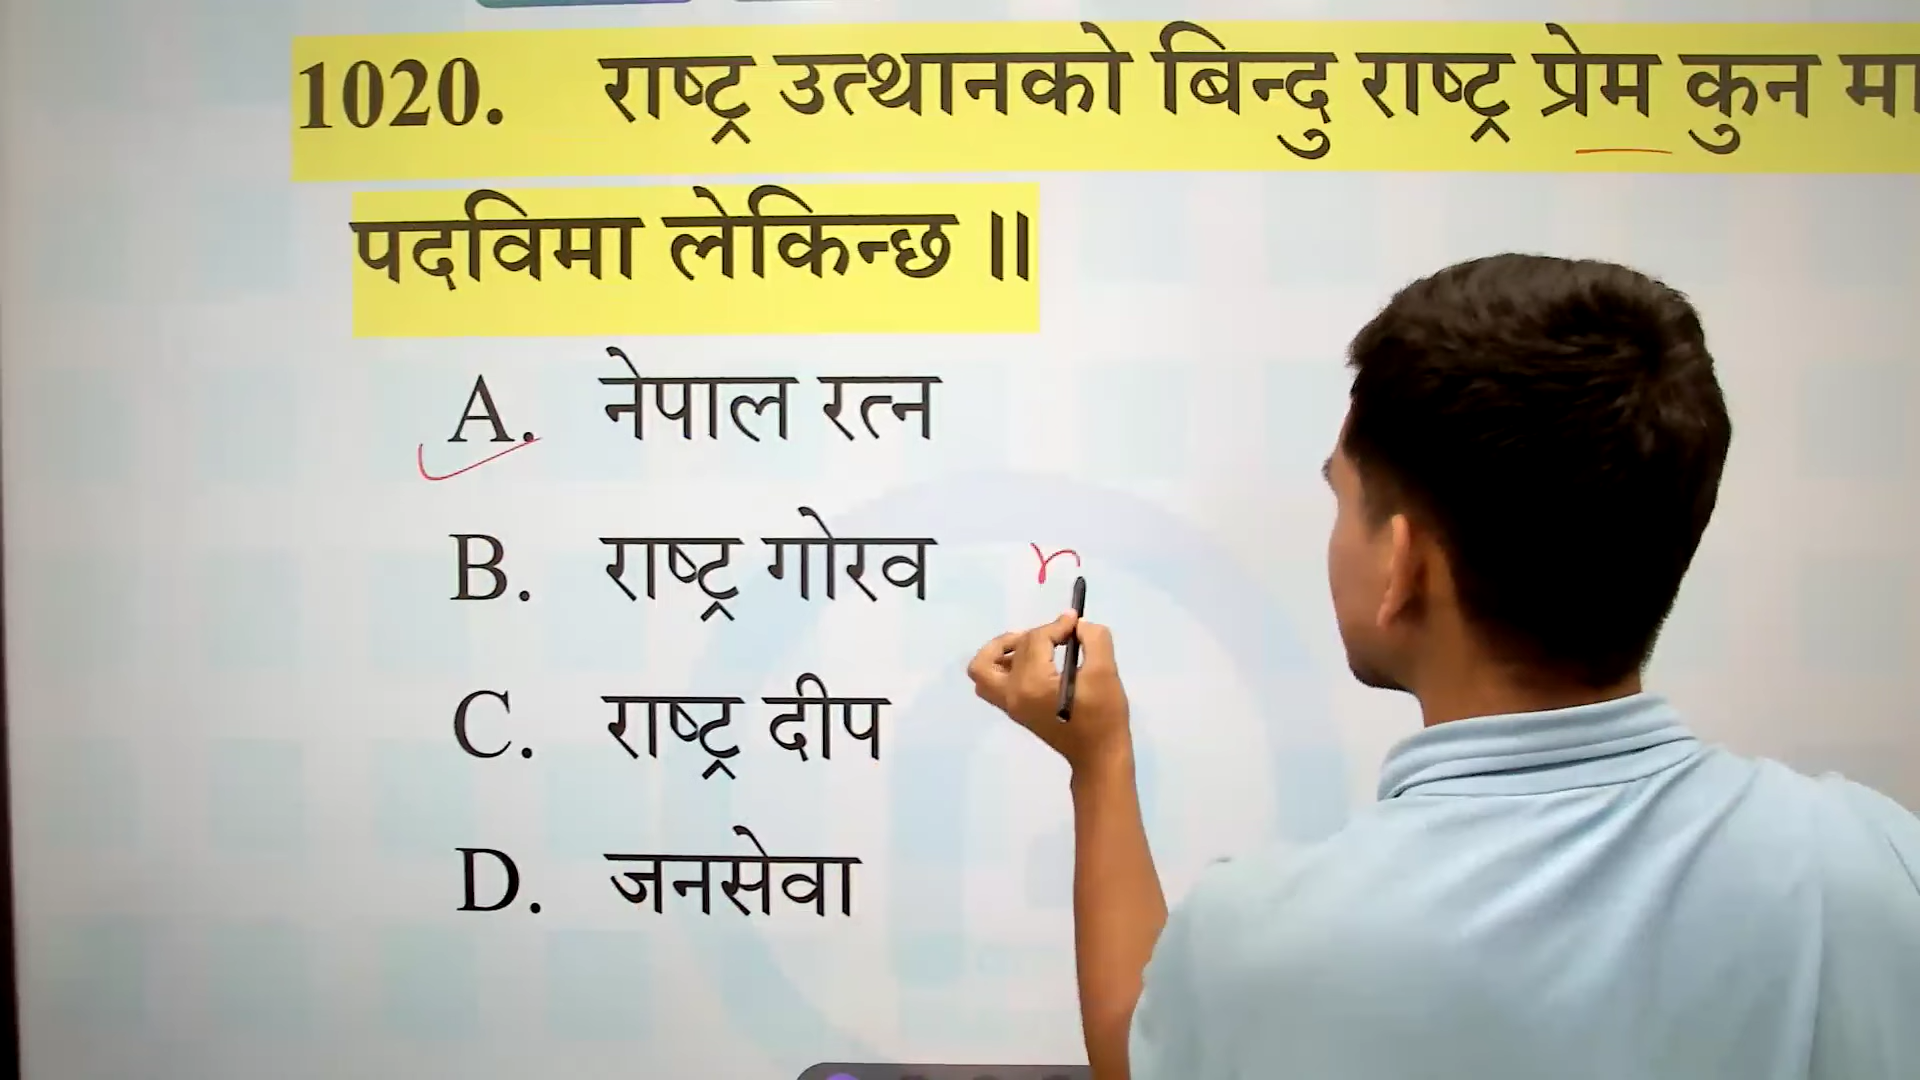 1020. राष्ट्र उत्थानको बिन्दु राष्ट्र प्रेम कुन
पदविमा लेकिन्छ ॥
A. नेपाल रत्न
B. राष्ट्र गोरव
C. राष्ट्र दीप
D. जनसेवा